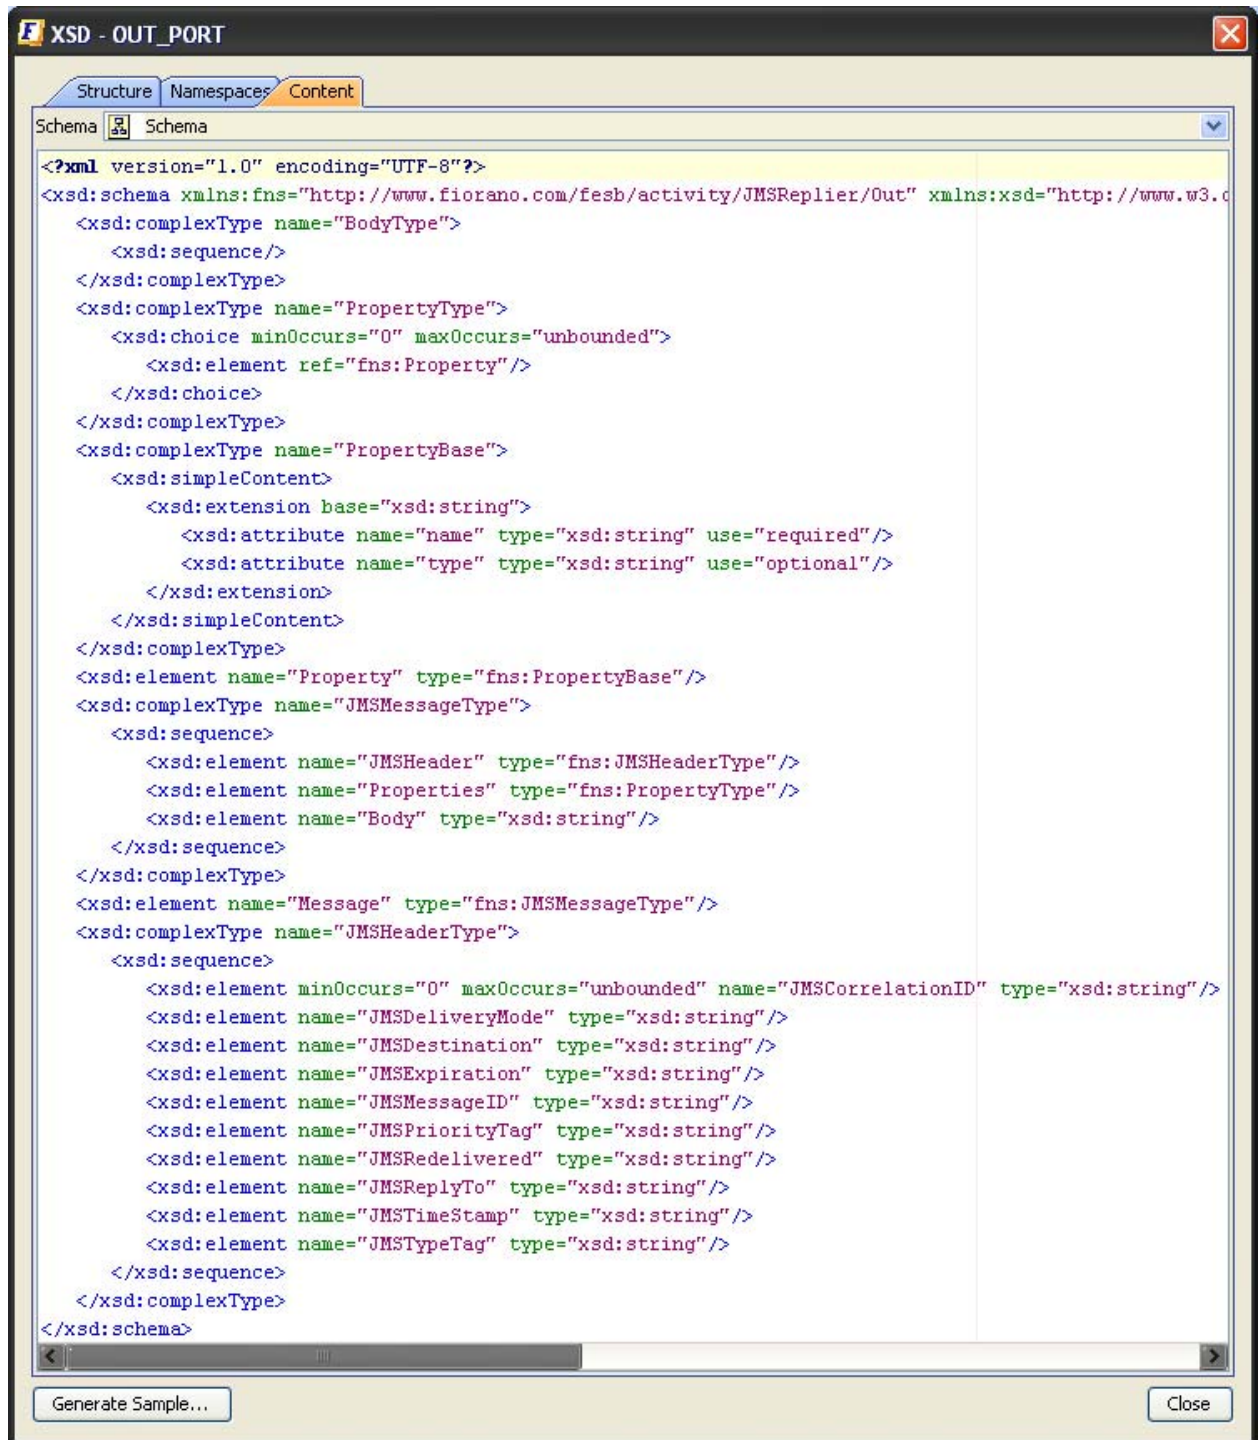 XSD - OUT_PORT
Structure Namespaces Content
Schema Schema
<?xml version="1.0" encoding="UTF-8"?>
<xsd:schema xmlns:fns="http://www.fiorano.com/fesb/activity/JMSReplier/Out" xmlns:xsd="http://www.w3.o
<xsd:complexType name="BodyType">
<xsd:sequence/>
</xsd:complexType>
<xsd:complexType name="PropertyType">
<xsd:choice minOccurs="0" maxOccurs="unbounded">
<xsd:element ref="fns:Property"/>
</xsd:choice>
</xsd:complexType>
<xsd:complexType name="PropertyBase">
<xsd:simpleContent>
<xsd:extension base="xsd:string">
<xsd:attribute name="name" type="xsd:string" use="required"/>
<xsd:attribute name="type" type="xsd:string" use="optional"/>
</xsd:extension>
</xsd:simpleContent>
</xsd:complexType>
<xsd:element name="Property" type="fns:PropertyBase"/>
<xsd:complexType name="JMSMessageType">
<xsd:sequence>
<xsd:element name="JMSHeader" type="fns:JMSHeaderType"/>
<xsd:element name="Properties" type="fns:PropertyType"/>
<xsd:element name="Body" type="xsd:string"/>
</xsd:sequence>
</xsd:complexType>
<xsd:element name="Message" type="fns:JMSMessageType"/>
<xsd:complexType name="JMSHeaderType">
<xsd:sequence>
<xsd:element minOccurs="0" maxOccurs="unbounded" name="JMSCorrelationID" type="xsd:string"/>
<xsd:element name="JMSDeliveryMode" type="xsd:string"/>
<xsd:element name="JMSDestination" type="xsd:string"/>
<xsd:element name="JMSExpiration" type="xsd:string"/>
<xsd:element name="JMSMessageID" type="xsd:string"/>
<xsd:element name="JMSPriorityTag" type="xsd:string"/>
<xsd:element name="JMSRedelivered" type="xsd:string"/>
<xsd:element name="JMSReplyTo" type="xsd:string"/>
<xsd:element name="JMSTimeStamp" type="xsd:string"/>
<xsd:element name="JMSTypeTag" type="xsd:string"/>
</xsd:sequence>
</xsd:complexType>
</xsd:schema>
Generate Sample... Close